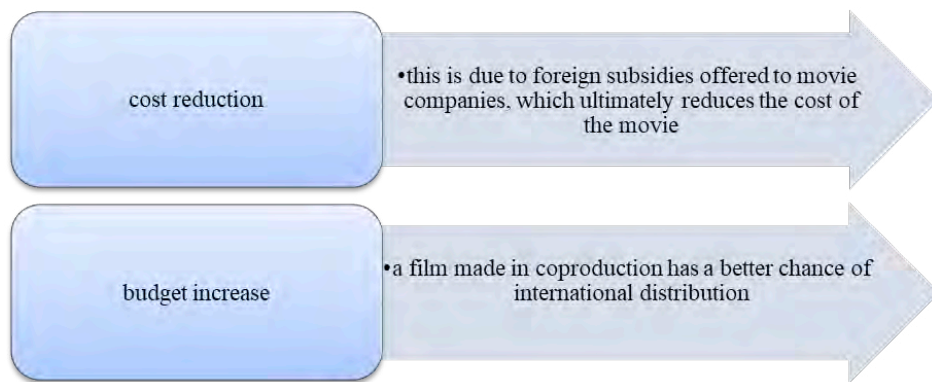 cost reduction
•this is due to foreign subsidies offered to movie
companies, which ultimately reduces the cost of
the movie
budget increase
•a film made in coproduction has a better chance of
international distribution